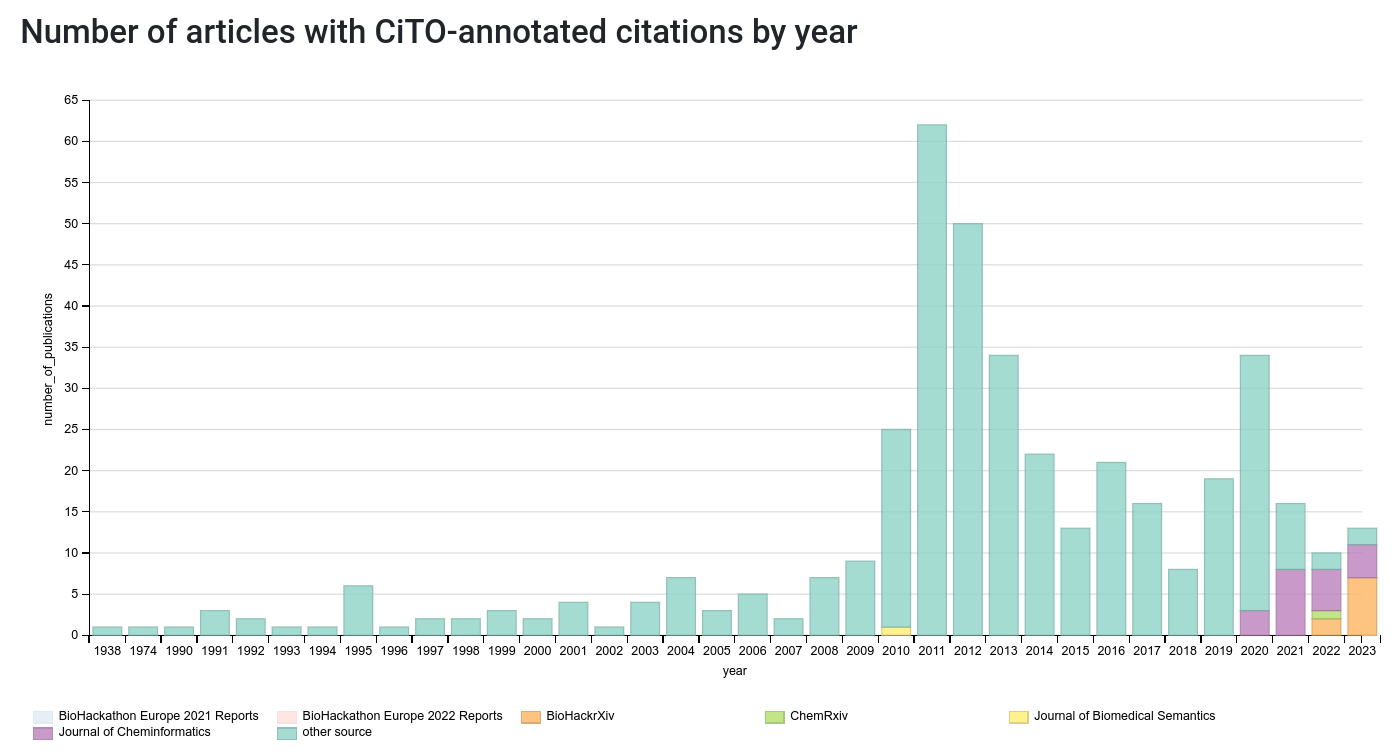 Number of articles with CiTO-annotated citations by year
65
60
55
50
45
40
35
30
25
20
15
10
5
0
number_of_publications
1938 1974 1990 1991 1992 1993 1994 1995 1996 1997 1998 1999 2000 2001 2002 2003 2004 2005 2006 2007 2008 2009 2010 2011 2012 2013 2014 2015 2016 2017 2018 2019 2020 2021 2022 2023
year
BioHackathon Europe 2021 Reports BioHackathon Europe 2022 Reports BioHackrXiv ChemRxiv Journal of Biomedical Semantics
Journal of Cheminformatics other source